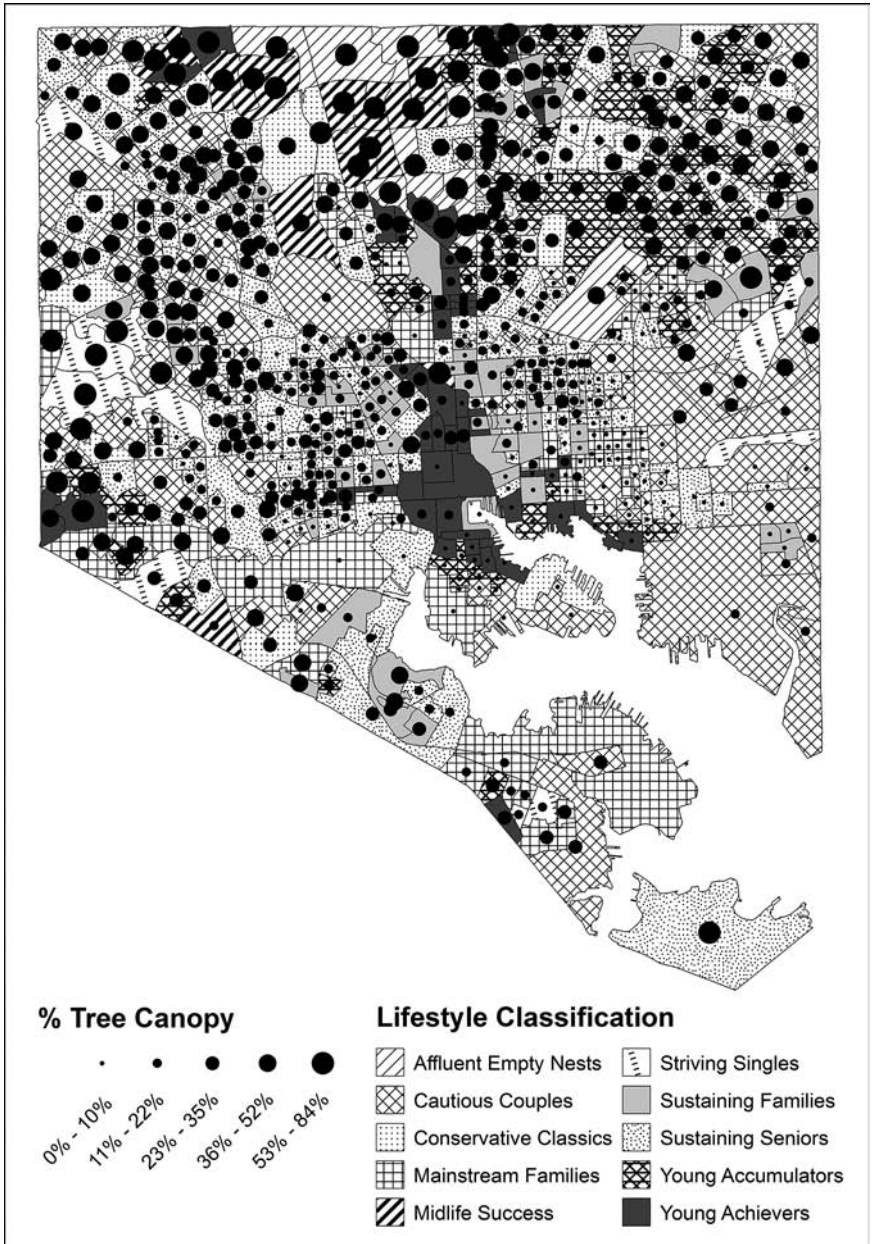 % Tree Canopy
0% - 10%
11% - 22%
23% - 35%
36% - 52%
53% - 84%
Lifestyle Classification
Affluent Empty Nests
Cautious Couples
Conservative Classics
Mainstream Families
Midlife Success
Striving Singles
Sustaining Families
Sustaining Seniors
Young Accumulators
Young Achievers